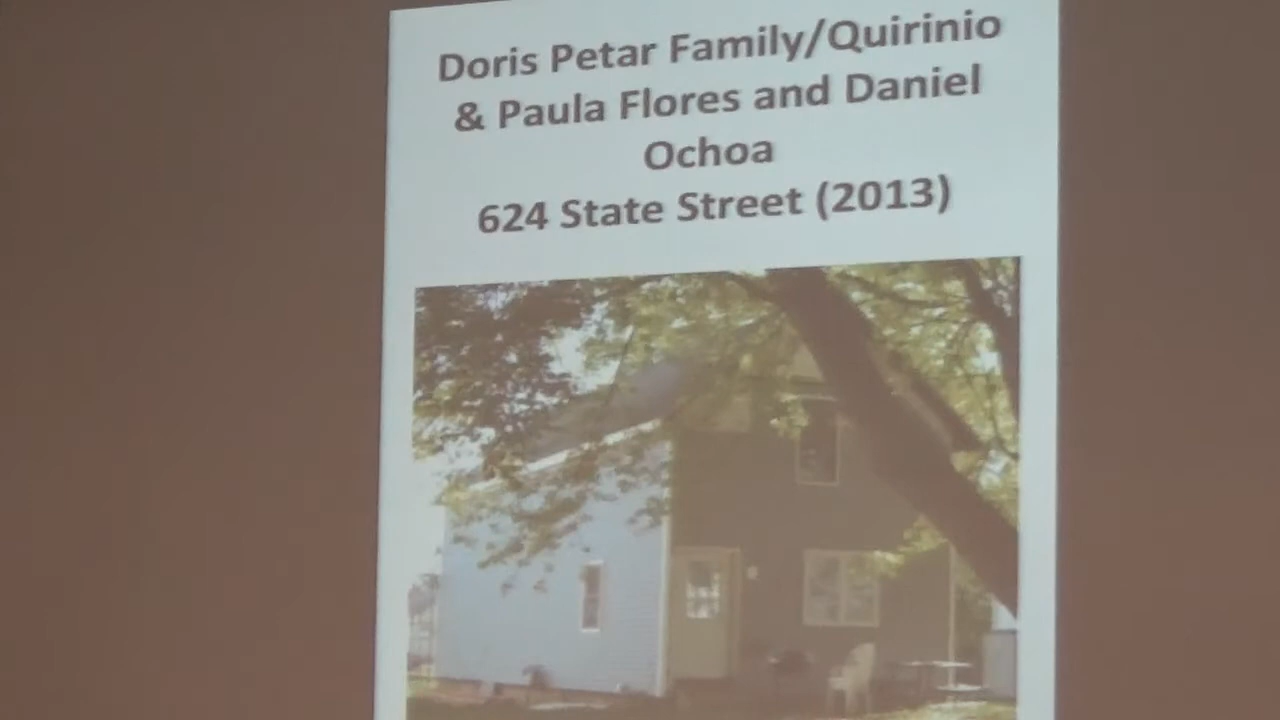 Doris Petar Family/Quirinio
& Paula Flores and Daniel
Ochoa
624 State Street (2013)